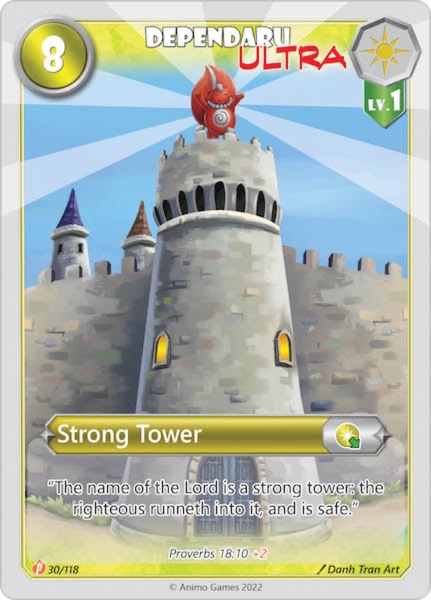 8
DEPENDARU
ULTRA
LV.1
Strong Tower
"The name of the Lord is a strong tower: the
righteous runneth into it, and is safe."
Proverbs 18:10 +2
30/118
/ Danh Tran Art
© Animo Games 2022